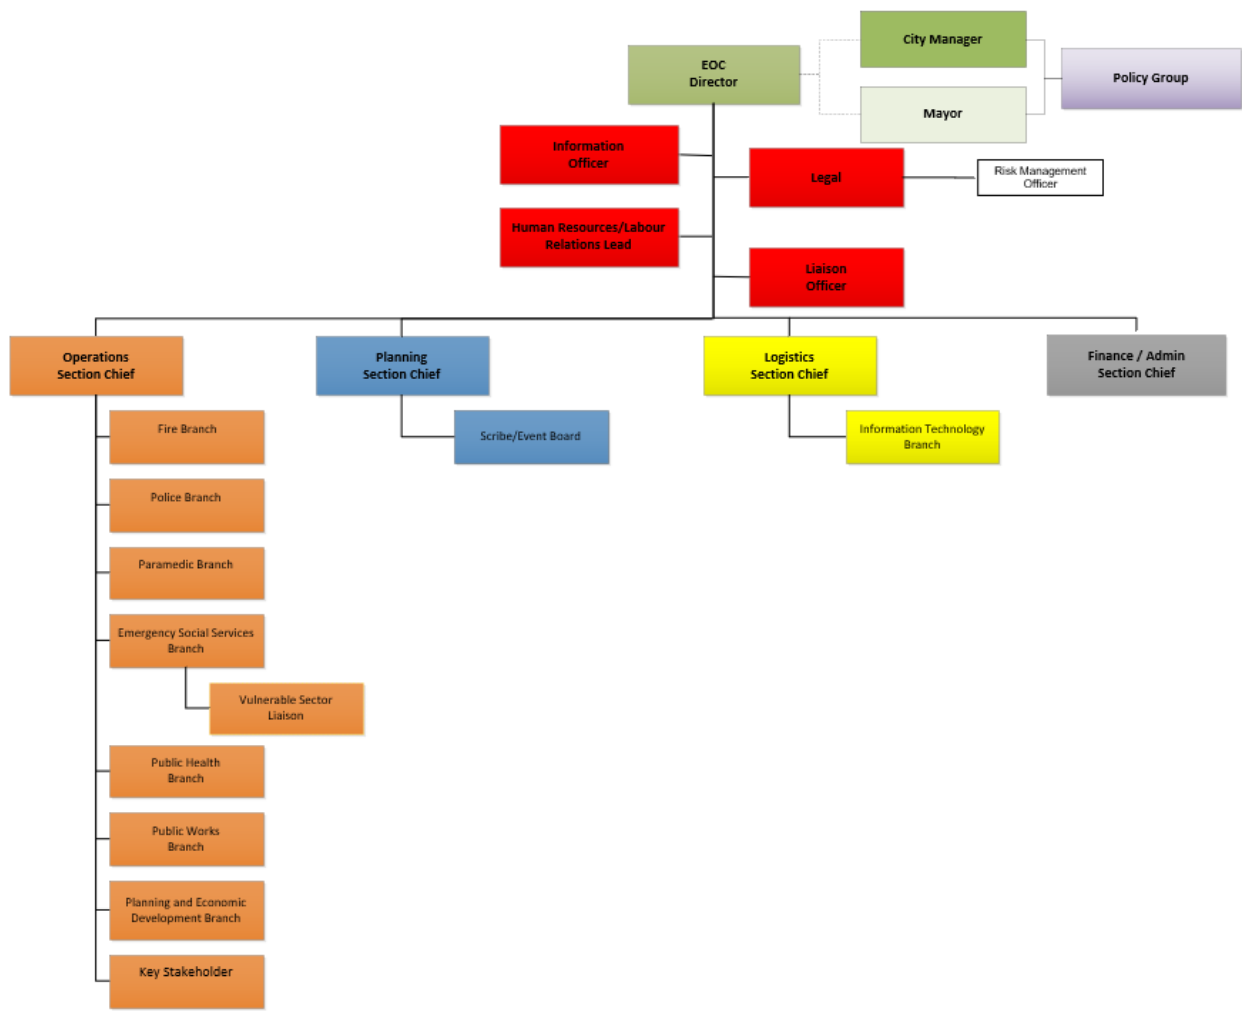 City Manager
EOC
Director
Policy Group
Mayor
Information
Officer
Legal
Risk Management
Officer
Human Resources/Labour
Relations Lead
Liaison
Officer
Operations
Section Chief
Planning
Section Chief
Logistics
Section Chief
Finance / Admin
Section Chief
Fire Branch
Scribe/Event Board
Information Technology
Branch
Police Branch
Paramedic Branch
Emergency Social Services
Branch
Vulnerable Sector
Liaison
Public Health
Branch
Public Works
Branch
Planning and Economic
Development Branch
Key Stakeholder